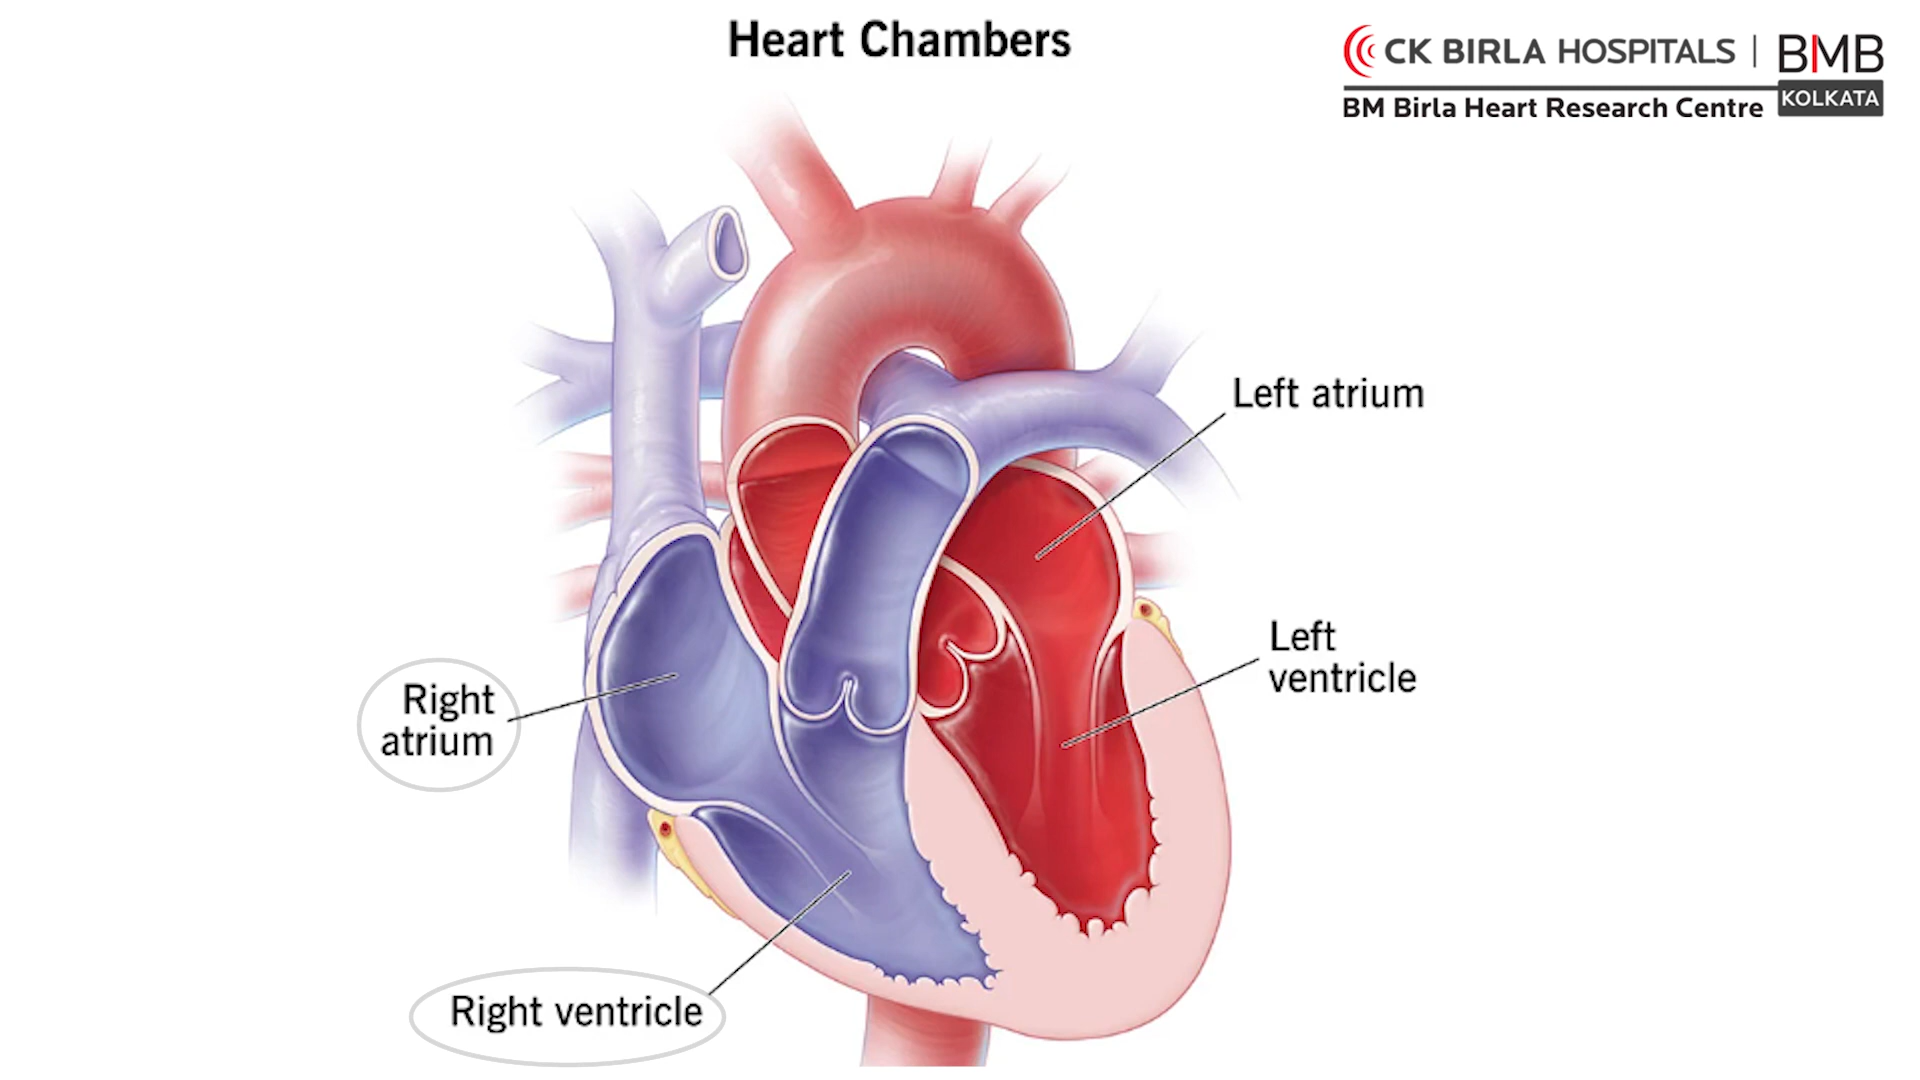 Heart Chambers
CK BIRLA HOSPITALS | BMB
BM Birla Heart Research Centre KOLKATA
Left atrium
Left
ventricle
Right
atrium
Right ventricle